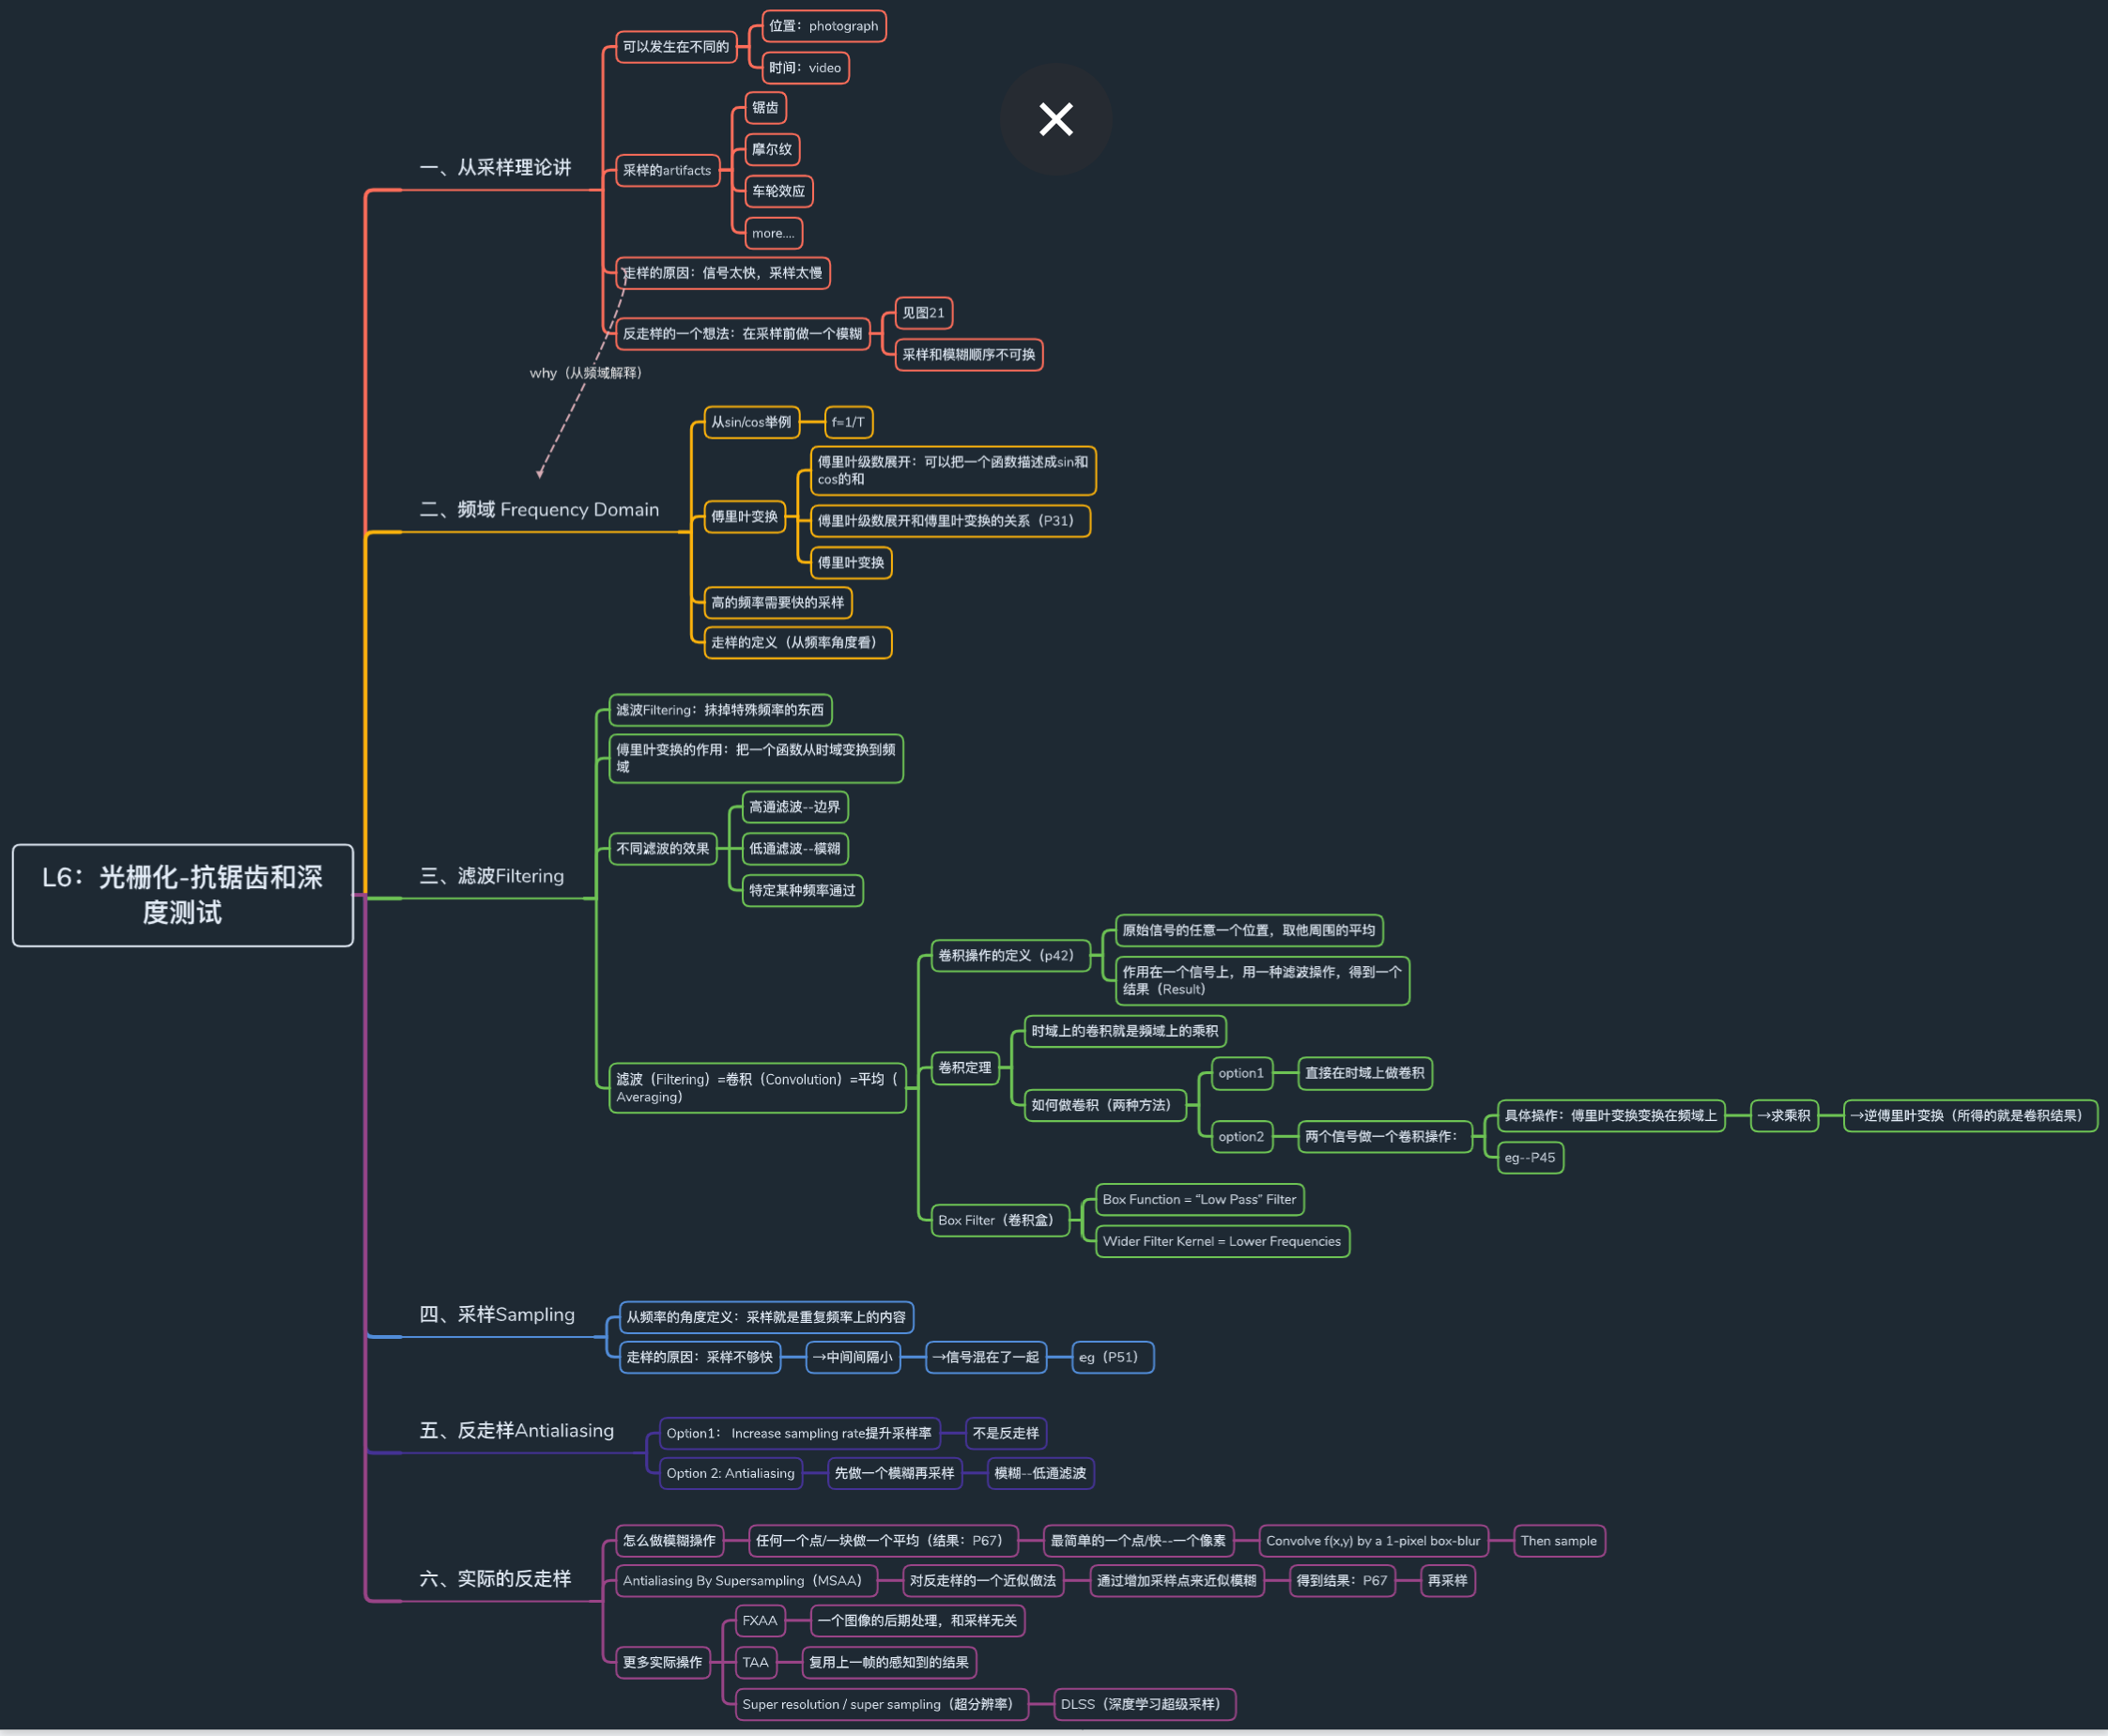 L6：光栅化-抗锯齿和深
度测试
一、从采样理论讲
可以发生在不同的
位置：photograph
时间：video
采样的artifacts
锯齿
摩尔纹
车轮效应
more....
走样的原因：信号太快，采样太慢
反走样的一个想法：在采样前做一个模糊
见图21
采样和模糊顺序不可换
why（从频域解释）
二、频域 Frequency Domain
从sin/cos举例
f=1/T
傅里叶变换
傅里叶级数展开：可以把一个函数描述成sin和
cos的和
傅里叶级数展开和傅里叶变换的关系（P31）
傅里叶变换
高的频率需要快的采样
走样的定义（从频率角度看）
三、滤波Filtering
滤波Filtering：抹掉特殊频率的东西
傅里叶变换的作用：把一个函数从时域变换到频
域
不同滤波的效果
高通滤波--边界
低通滤波--模糊
特定某种频率通过
滤波（Filtering）=卷积（Convolution）=平均（
Averaging）
卷积操作的定义（p42）
原始信号的任意一个位置，取他周围的平均
作用在一个信号上，用一种滤波操作，得到一个
结果（Result）
卷积定理
时域上的卷积就是频域上的乘积
如何做卷积（两种方法）
option1
直接在时域上做卷积
option2
两个信号做一个卷积操作：
具体操作：傅里叶变换变换在频域上
→求乘积
→逆傅里叶变换（所得的就是卷积结果）
eg--P45
Box Filter（卷积盒）
Box Function = “Low Pass” Filter
Wider Filter Kernel = Lower Frequencies
四、采样Sampling
从频率的角度定义：采样就是重复频率上的内容
走样的原因：采样不够快
→中间间隔小
→信号混在了一起
eg（P51）
五、反走样Antialiasing
Option1： Increase sampling rate提升采样率
不是反走样
Option 2: Antialiasing
先做一个模糊再采样
模糊--低通滤波
六、实际的反走样
怎么做模糊操作
任何一个点/一块做一个平均（结果：P67）
最简单的一个点/快--一个像素
Convolve f(x,y) by a 1-pixel box-blur
Then sample
Antialiasing By Supersampling（MSAA）
对反走样的一个近似做法
通过增加采样点来近似模糊
得到结果：P67
再采样
更多实际操作
FXAA
一个图像的后期处理，和采样无关
TAA
复用上一帧的感知到的结果
Super resolution / super sampling（超分辨率）
DLSS（深度学习超级采样）